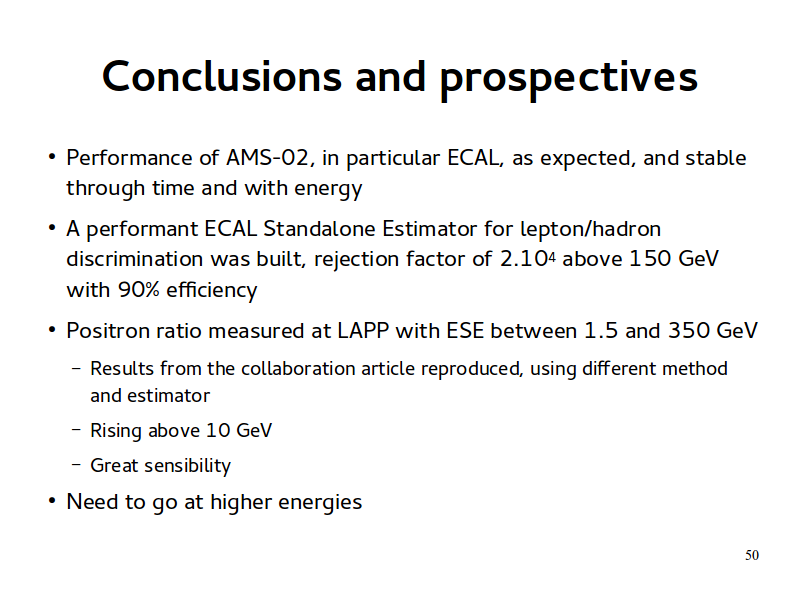 Conclusions and prospectives
• Performance of AMS-02, in particular ECAL, as expected, and stable
through time and with energy
• A performant ECAL Standalone Estimator for lepton/hadron
discrimination was built, rejection factor of 2.10⁴ above 150 GeV
with 90% efficiency
• Positron ratio measured at LAPP with ESE between 1.5 and 350 GeV
– Results from the collaboration article reproduced, using different method
and estimator
– Rising above 10 GeV
– Great sensibility
• Need to go at higher energies
50